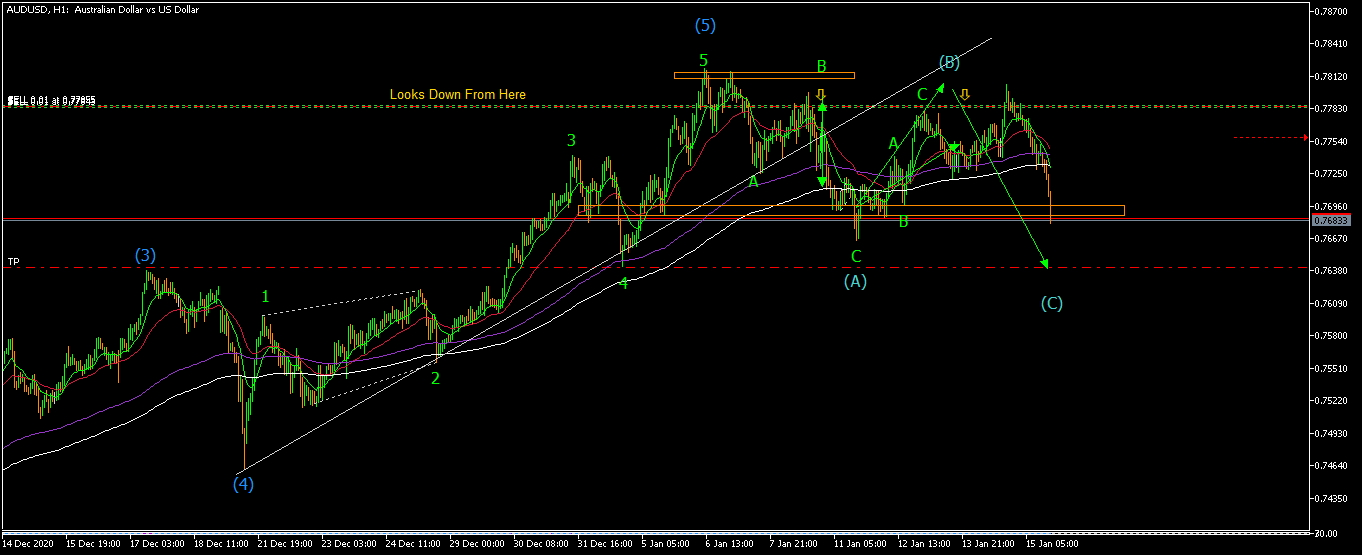 AUDUSD, H1: Australian Dollar vs US Dollar
0.78700
(5)
0.78410
5
B
(B)
0.78120
Looks Down From Here
C
SELL 0.01 at 0.77855
0.77830
3
A
0.77540
A
0.77250
B
0.76960
0.76833
0.76670
(3)
C
TP
0.76380
4
(A)
1
(C)
0.76090
0.75800
2
0.75510
0.75220
0.74930
0.74640
(4)
0.74350
20.00
14 Dec 2020 15 Dec 19:00 17 Dec 03:00 18 Dec 11:00 21 Dec 19:00 23 Dec 03:00 24 Dec 11:00 29 Dec 00:00 30 Dec 08:00 31 Dec 16:00 5 Jan 05:00 6 Jan 13:00 7 Jan 21:00 11 Jan 05:00 12 Jan 13:00 13 Jan 21:00 15 Jan 05:00